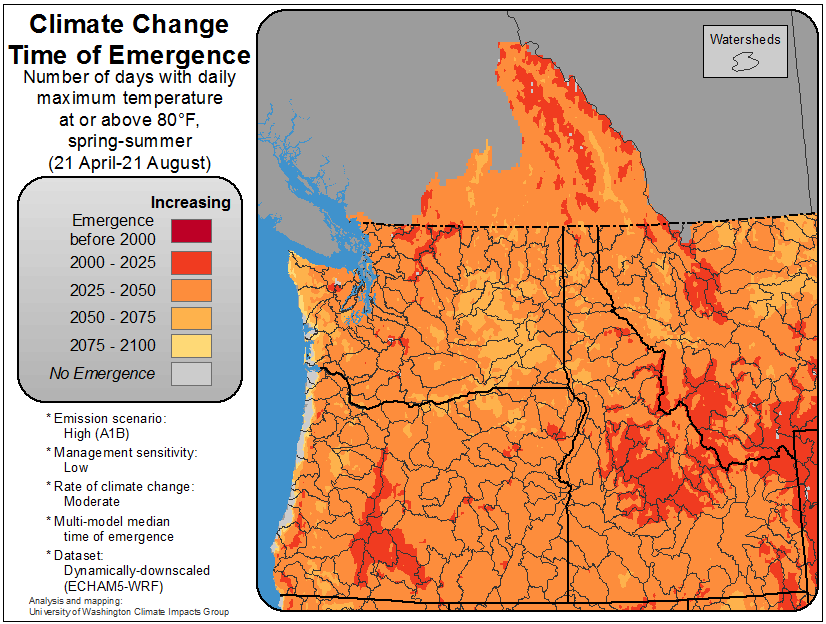 Climate Change
Time of Emergence
Number of days with daily
maximum temperature
at or above 80°F,
spring-summer
(21 April-21 August)
Increasing
Emergence
before 2000
2000 - 2025
2025 - 2050
2050 - 2075
2075 - 2100
No Emergence
* Emission scenario:
High (A1B)
* Management sensitivity:
Low
* Rate of climate change:
Moderate
* Multi-model median
time of emergence
* Dataset:
Dynamically-downscaled
(ECHAM5-WRF)
Analysis and mapping:
University of Washington Climate Impacts Group
Watersheds